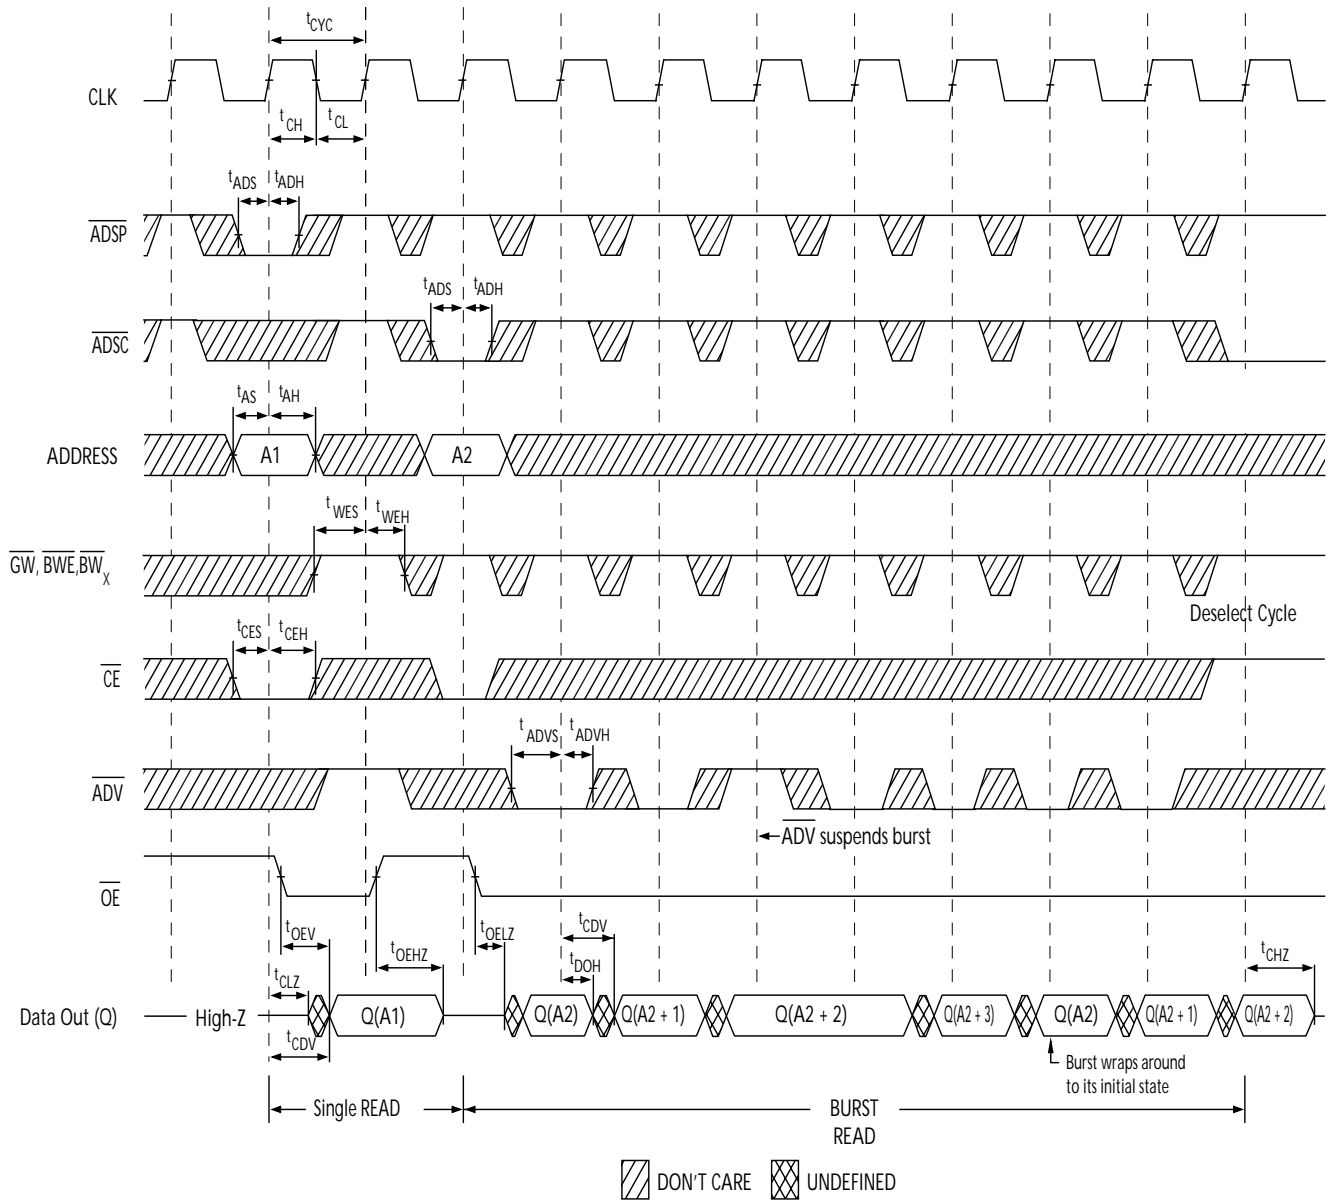 tCYC
CLK
tCH
tCL
tADS
tADH
ADSP
tADS
tADH
ADSC
tAS
tAH
ADDRESS
A1
A2
tWES
tWEH
GW, BWE,BWX
Deselect Cycle
tCES
tCEH
CE
tADVS
tADVH
ADV
ADV suspends burst
OE
tOEV
tOEHZ
tOELZ
tCDV
tDOH
tCHZ
tCLZ
Data Out (Q)
High-Z
Q(A1)
Q(A2)
Q(A2 + 1)
Q(A2 + 2)
Q(A2 + 3)
Q(A2)
Q(A2 + 1)
Q(A2 + 2)
tCDV
Burst wraps around
to its initial state
Single READ
BURST
READ
DON'T CARE
UNDEFINED